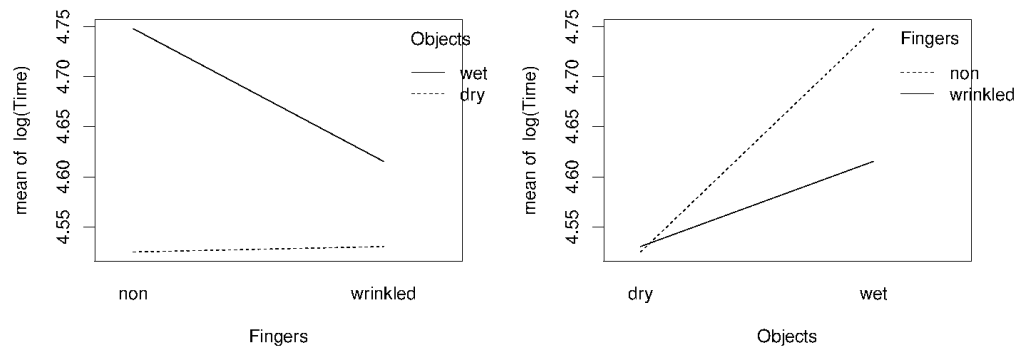 mean of log(Time)
4.75
4.70
4.65
4.60
4.55
Objects
wet
dry
non
wrinkled
Fingers
mean of log(Time)
4.75
4.70
4.65
4.60
4.55
Fingers
non
wrinkled
dry
wet
Objects